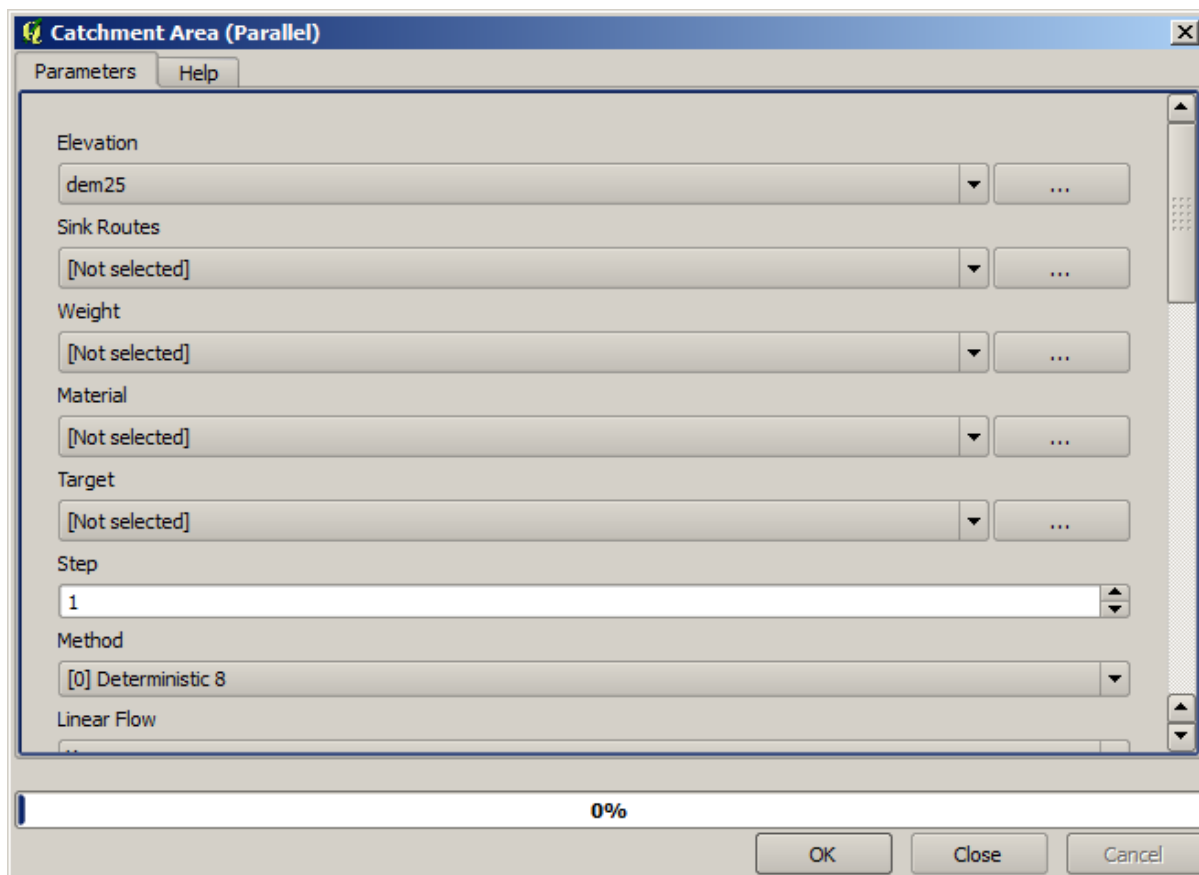 Catchment Area (Parallel)
Parameters Help
Elevation
dem25 ...
Sink Routes
[Not selected] ...
Weight
[Not selected] ...
Material
[Not selected] ...
Target
[Not selected] ...
Step
1
Method
[0] Deterministic 8
Linear Flow
0%
OK Close Cancel